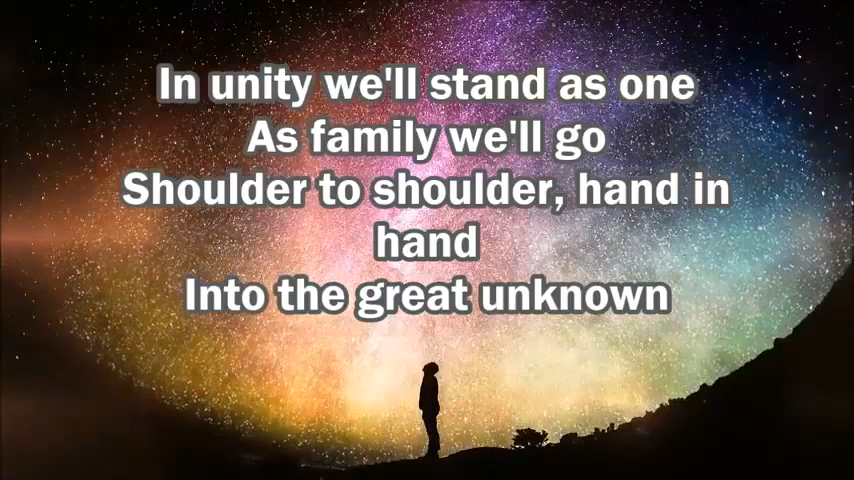 In unity we'll stand as one
As family we'll go
Shoulder to shoulder, hand in
hand
Into the great unknown